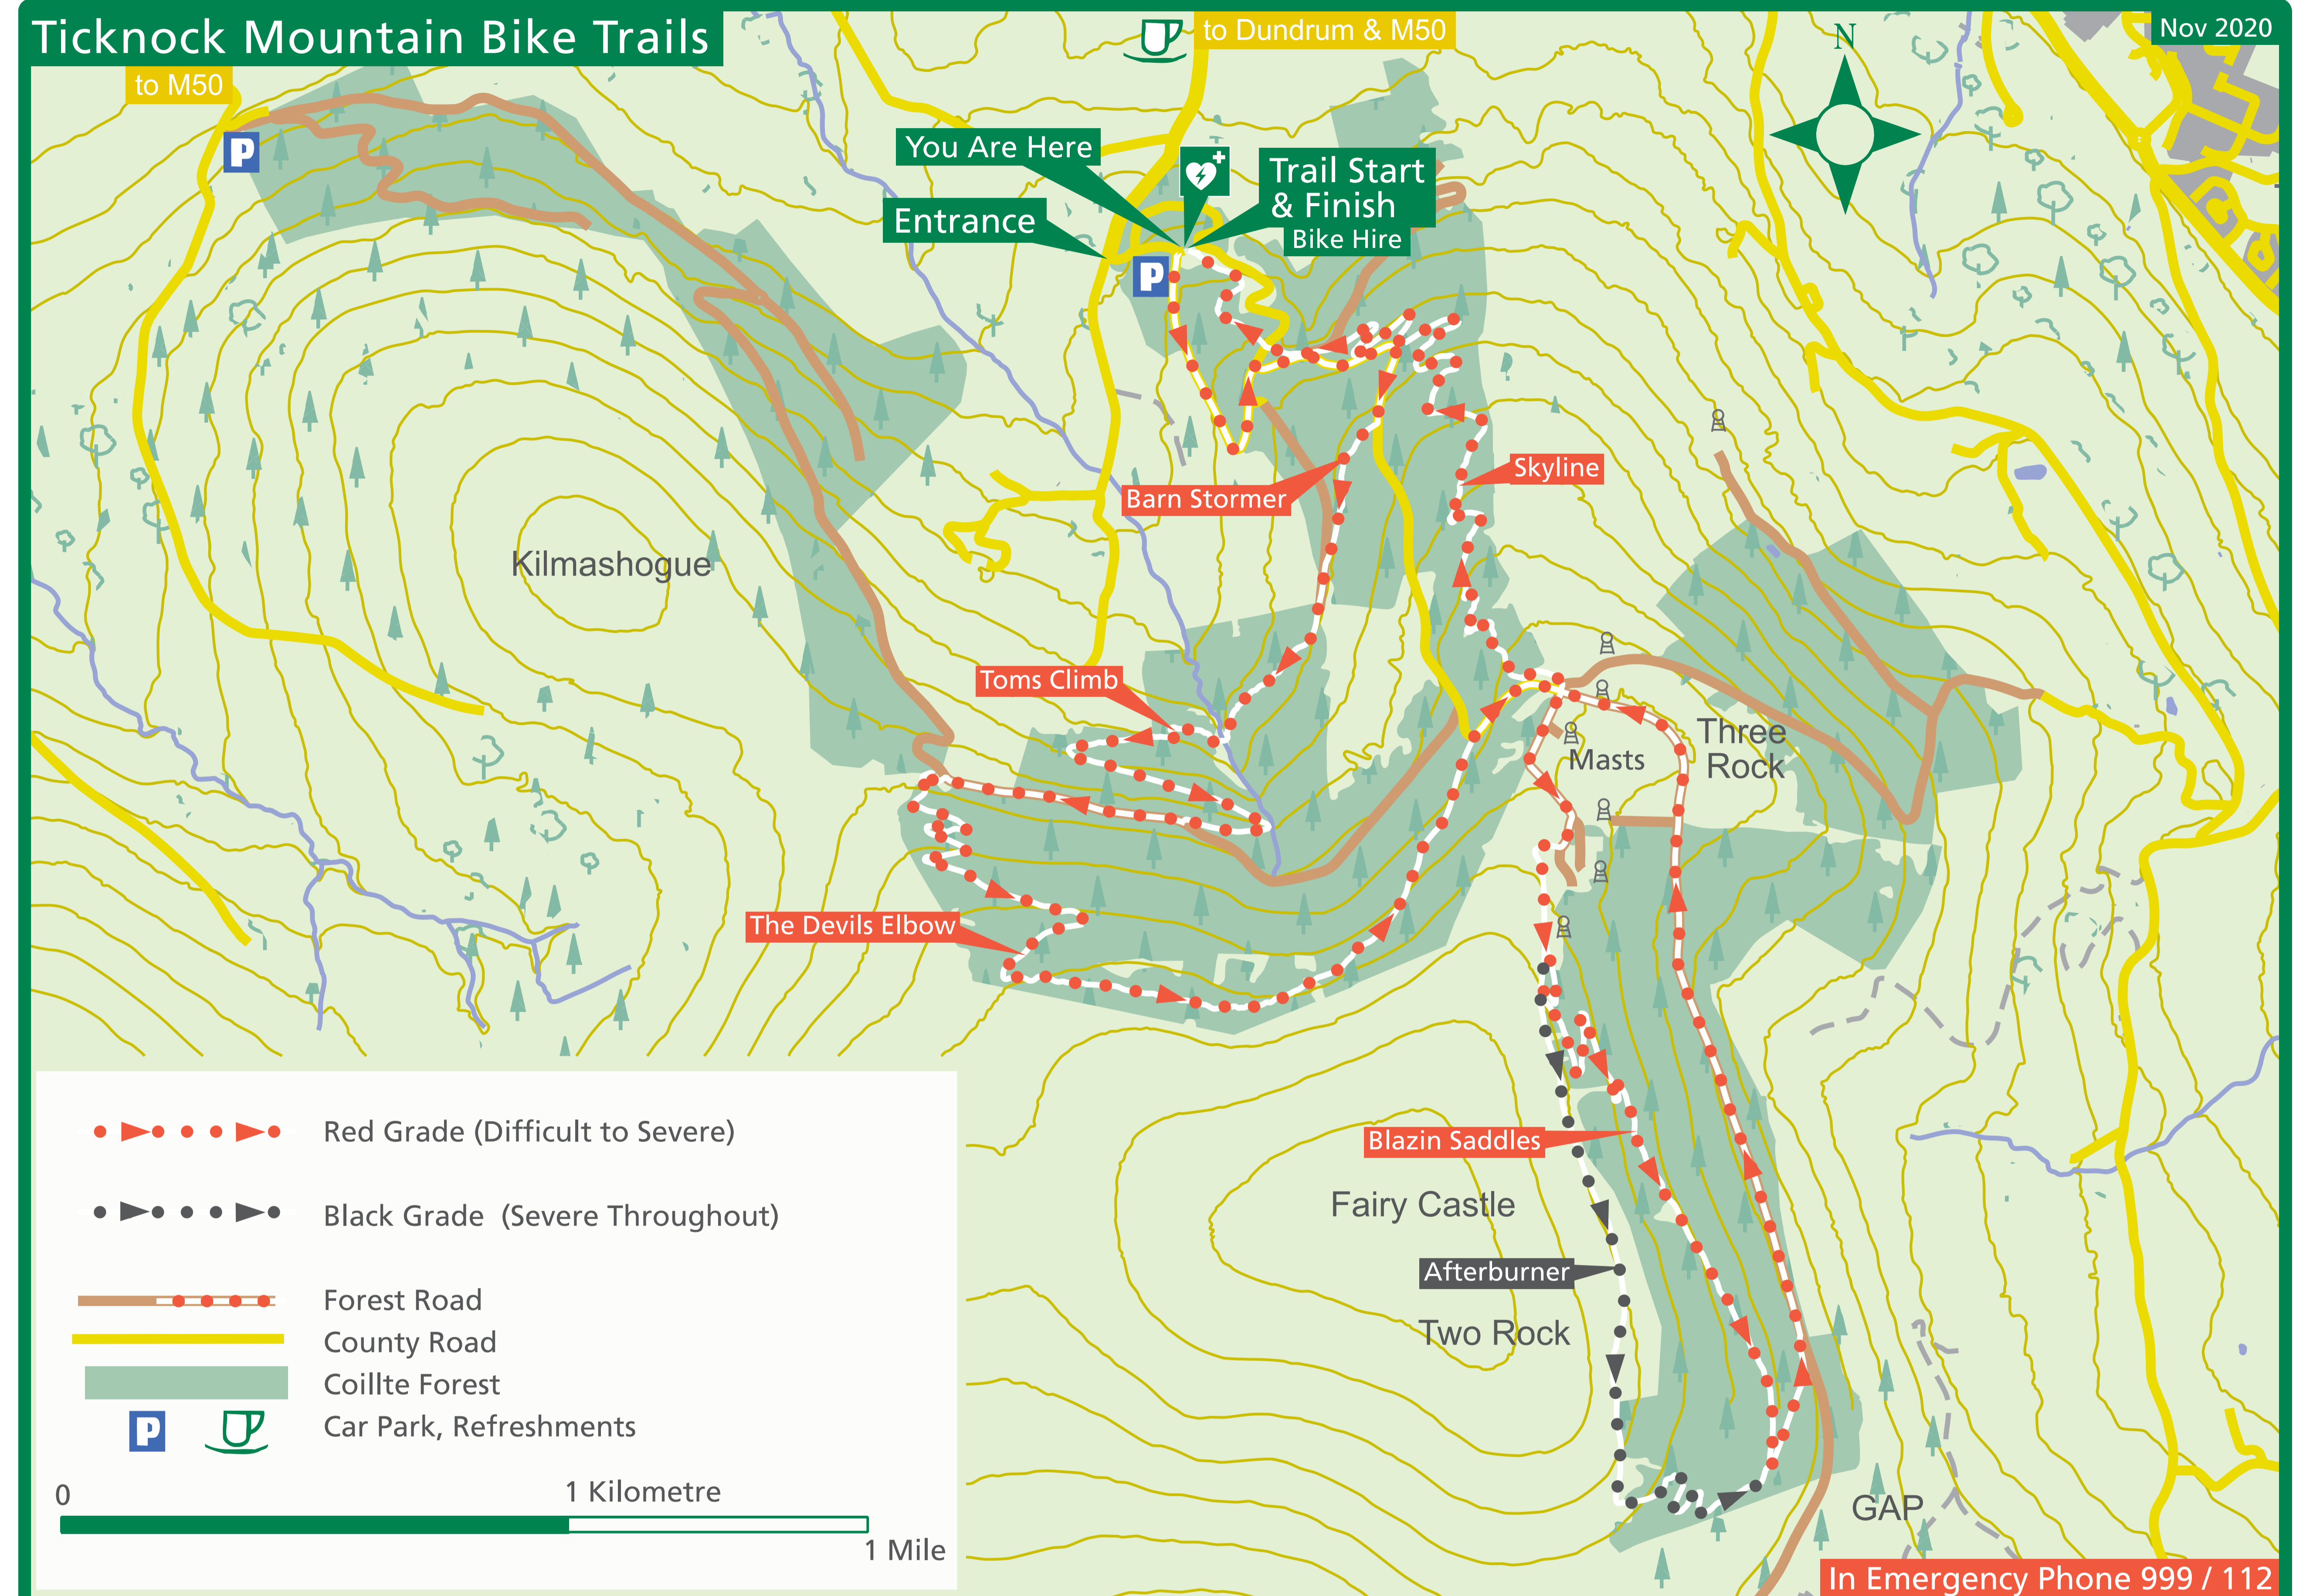 Ticknock Mountain Bike Trails
to Dundrum & M50
Nov 2020
to M50
N
P
You Are Here
Trail Start
& Finish
Bike Hire
Entrance
P
Skyline
Barn Stormer
Kilmashogue
Toms Climb
Three
Rock
Masts
The Devils Elbow
Blazin Saddles
Fairy Castle
Afterburner
Two Rock
GAP
Red Grade (Difficult to Severe)
Black Grade (Severe Throughout)
Forest Road
County Road
Coillte Forest
P
Car Park, Refreshments
0
1 Kilometre
1 Mile
In Emergency Phone 999 / 112